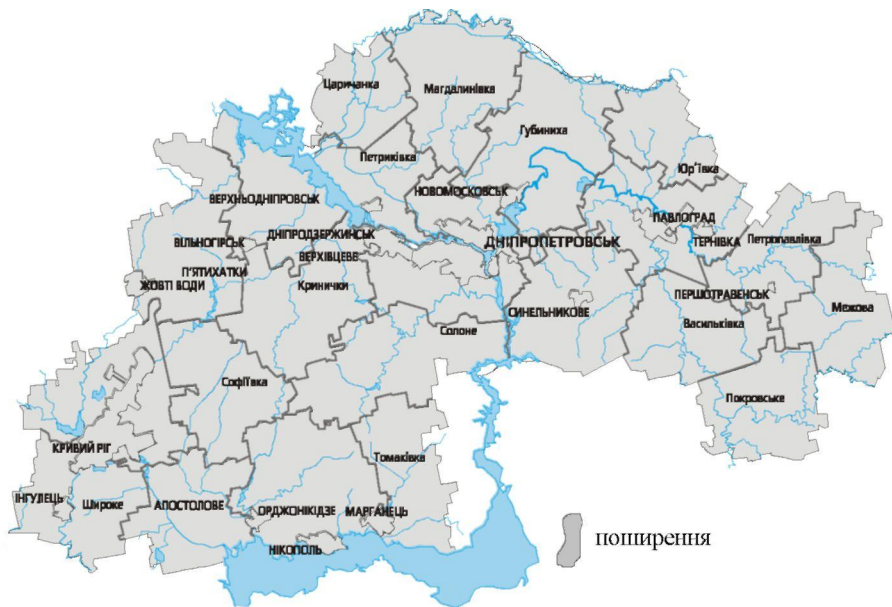 Царичанка
Магдалинівка
Губиниха
Петриківка
Юр'ївка
НОВОМОСКОВСЬК
ВЕРХНЬОДНІПРОВСЬК
ПАВЛОГРАД
ДНІПРОДЗЕРЖИНСЬК
ДНІПРОПЕТРОВСЬК
ТЕРНІВКА
Петропавлівка
ВІЛЬНОГІРСЬК
ВЕРХІВЦЕВЕ
П'ЯТИХАТКИ
ЖОВТІ ВОДИ
Кринички
ПЕРШОТРАВЕНСЬК
Межова
СИНЕЛЬНИКОВЕ
Васильківка
Солоне
Софіївка
Покровське
КРИВИЙ РІГ
Томаківка
ІНГУЛЕЦЬ
Широке
АПОСТОЛОВЕ
ОРДЖОНІКІДЗЕ
МАРГАНЕЦЬ
поширення
НІКОПОЛЬ